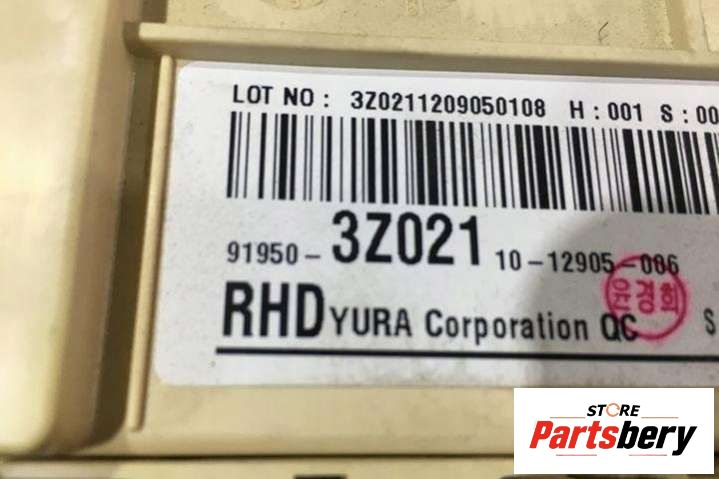 LOT NO : 3Z0211209050108 H : 001 S : 00
91950- 3Z021 10-12905-006
RHD YURA Corporation QC S
윤경희
STORE
Partsbery